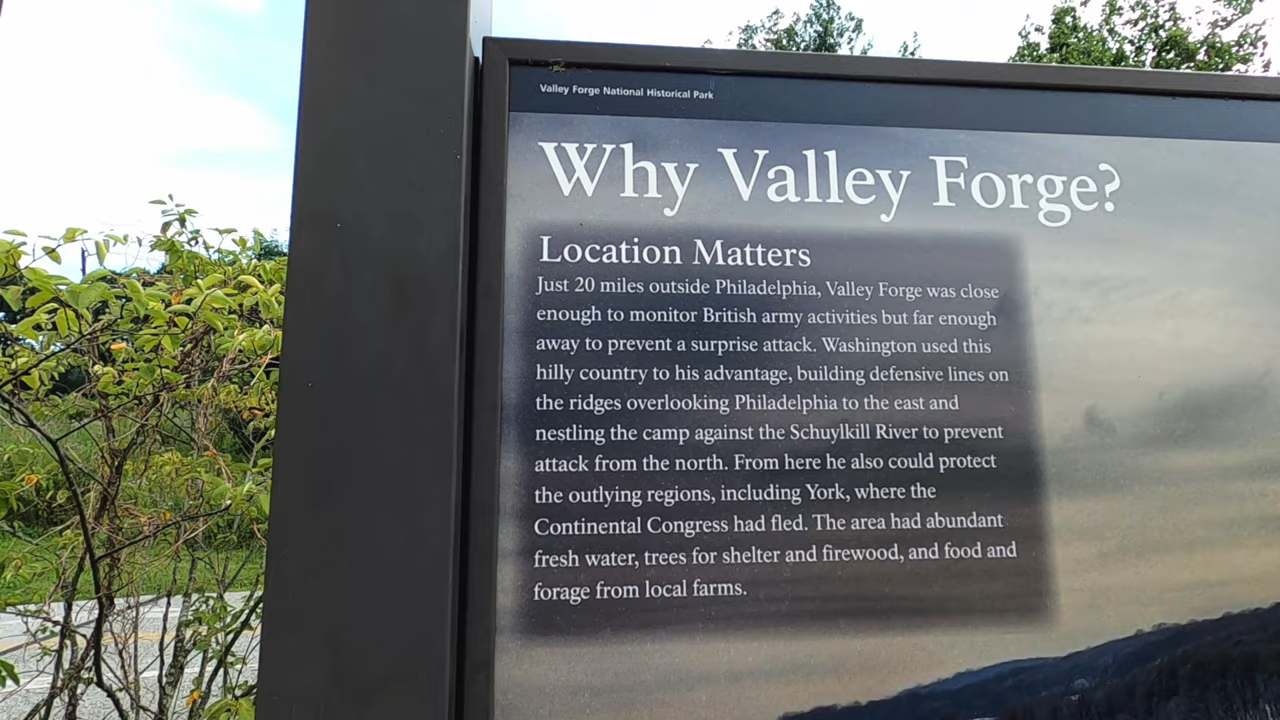 Valley Forge National Historical Park
Why Valley Forge?
Location Matters
Just 20 miles outside Philadelphia, Valley Forge was close
enough to monitor British army activities but far enough
away to prevent a surprise attack. Washington used this
hilly country to his advantage, building defensive lines on
the ridges overlooking Philadelphia to the east and
nestling the camp against the Schuylkill River to prevent
attack from the north. From here he also could protect
the outlying regions, including York, where the
Continental Congress had fled. The area had abundant
fresh water, trees for shelter and firewood, and food and
forage from local farms.